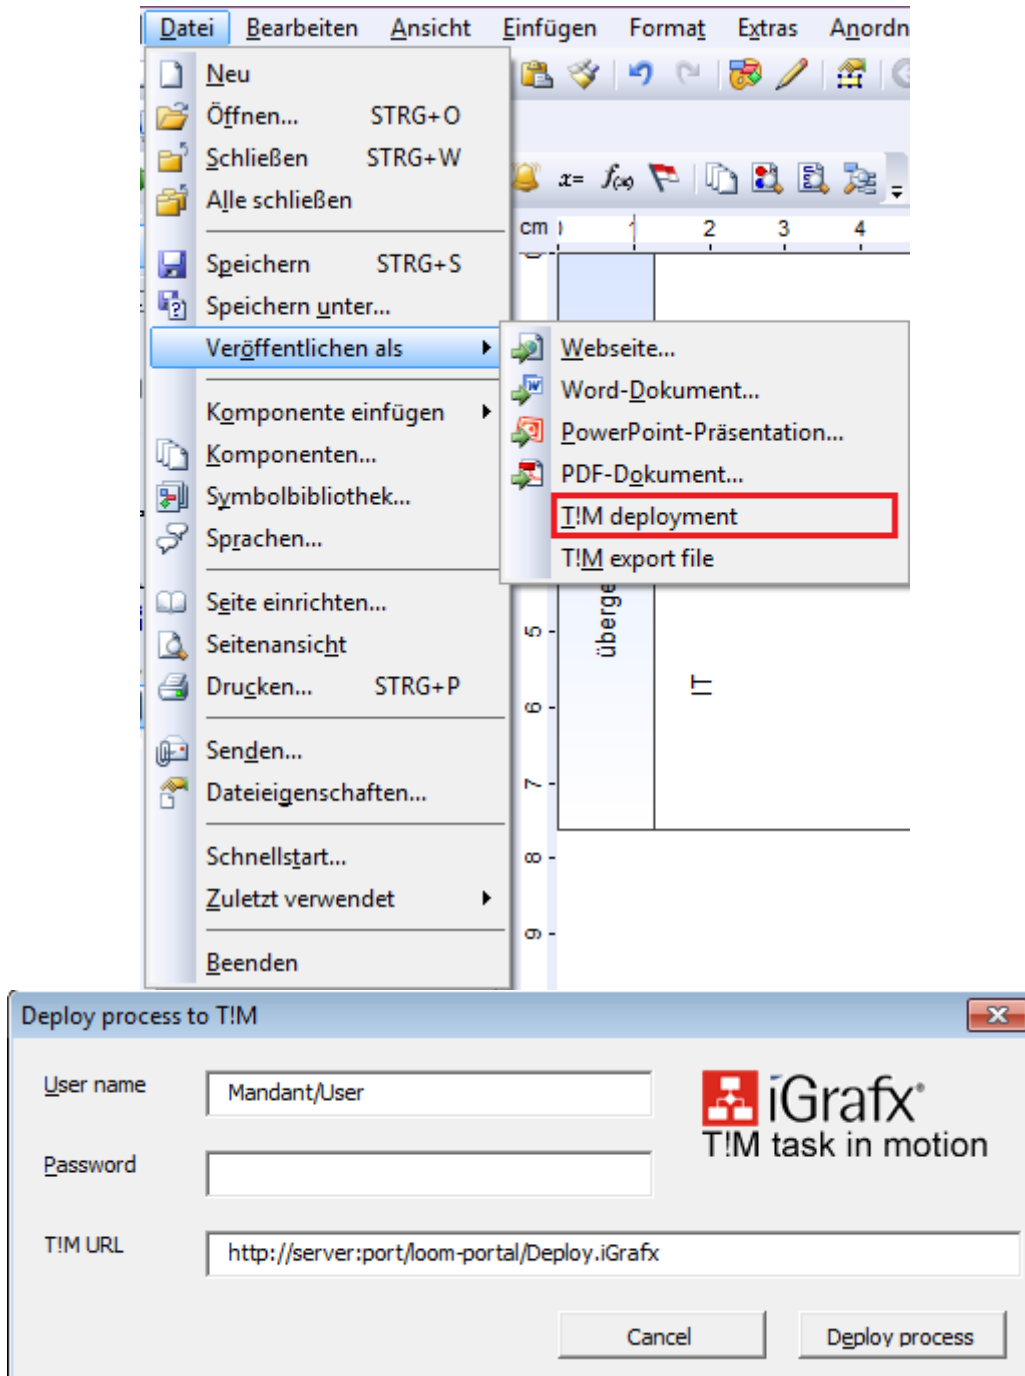 Datei Bearbeiten Ansicht Einfügen Format Extras Anordn
Neu
Öffnen... STRG+O
Schließen STRG+W
x= f(x)
Alle schließen
cm 1 2 3 4
Speichern STRG+S
Speichern unter...
Veröffentlichen als
Webseite...
Word-Dokument...
Komponente einfügen
PowerPoint-Präsentation...
Komponenten...
PDF-Dokument...
Symbolbibliothek...
T!M deployment
Sprachen...
T!M export file
Seite einrichten...
überge
5
Seitenansicht
Drucken... STRG+P
IT
6
Senden...
Dateieigenschaften...
7
Schnellstart...
8
Zuletzt verwendet
9
Beenden
Deploy process to T!M
User name
Mandant/User
iGrafx
T!M task in motion
Password
T!M URL
http://server:port/loom-portal/Deploy.iGrafx
Cancel
Deploy process